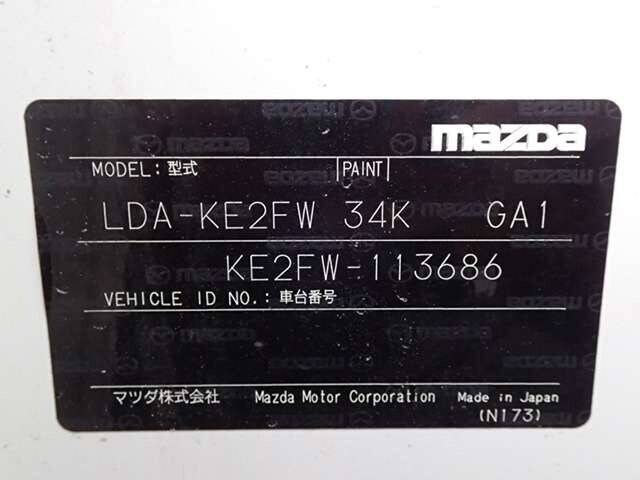 mazda
MODEL: 型式 PAINT
LDA-KE2FW 34K GA1
KE2FW-113686
VEHICLE ID NO.: 車台番号
マツダ株式会社 Mazda Motor Corporation Made in Japan
(N173)